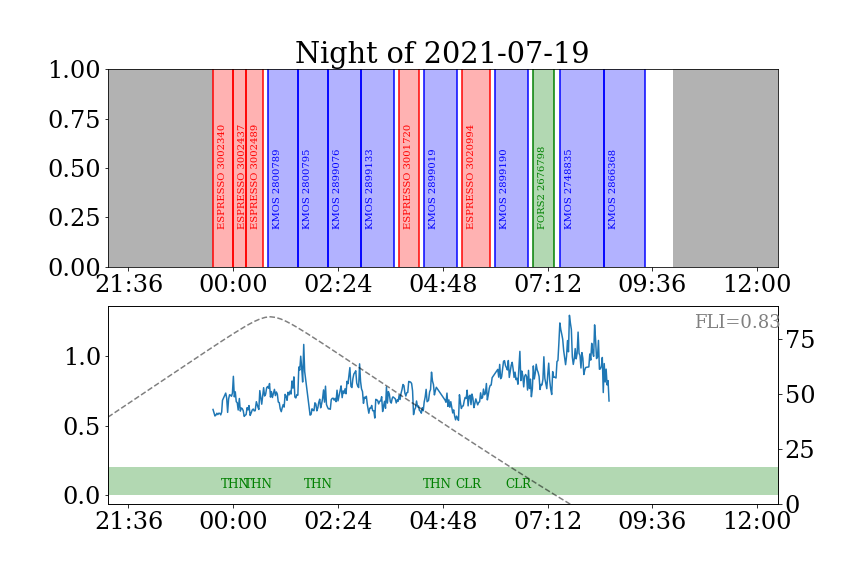 Night of 2021-07-19
1.00
0.75
0.50
0.25
0.00
ESPRESSO 3002340
ESPRESSO 3002437
ESPRESSO 3002489
KMOS 2800789
KMOS 2800795
KMOS 2899076
KMOS 2899133
ESPRESSO 3001720
KMOS 2899019
ESPRESSO 3020994
KMOS 2899190
FORS2 2676798
KMOS 2748835
KMOS 2866368
21:36 00:00 02:24 04:48 07:12 09:36 12:00
FLI=0.83
1.0
0.5
0.0
75
50
25
0
THN THN THN THN CLR CLR
21:36 00:00 02:24 04:48 07:12 09:36 12:00